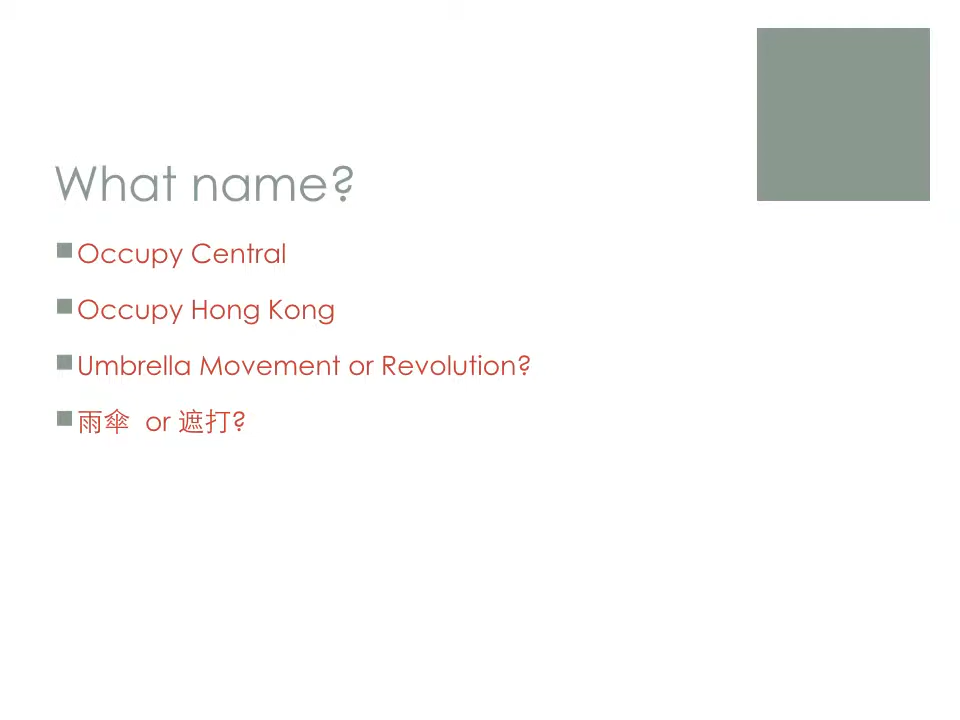 What name?
Occupy Central
Occupy Hong Kong
Umbrella Movement or Revolution?
雨傘 or 遮打?